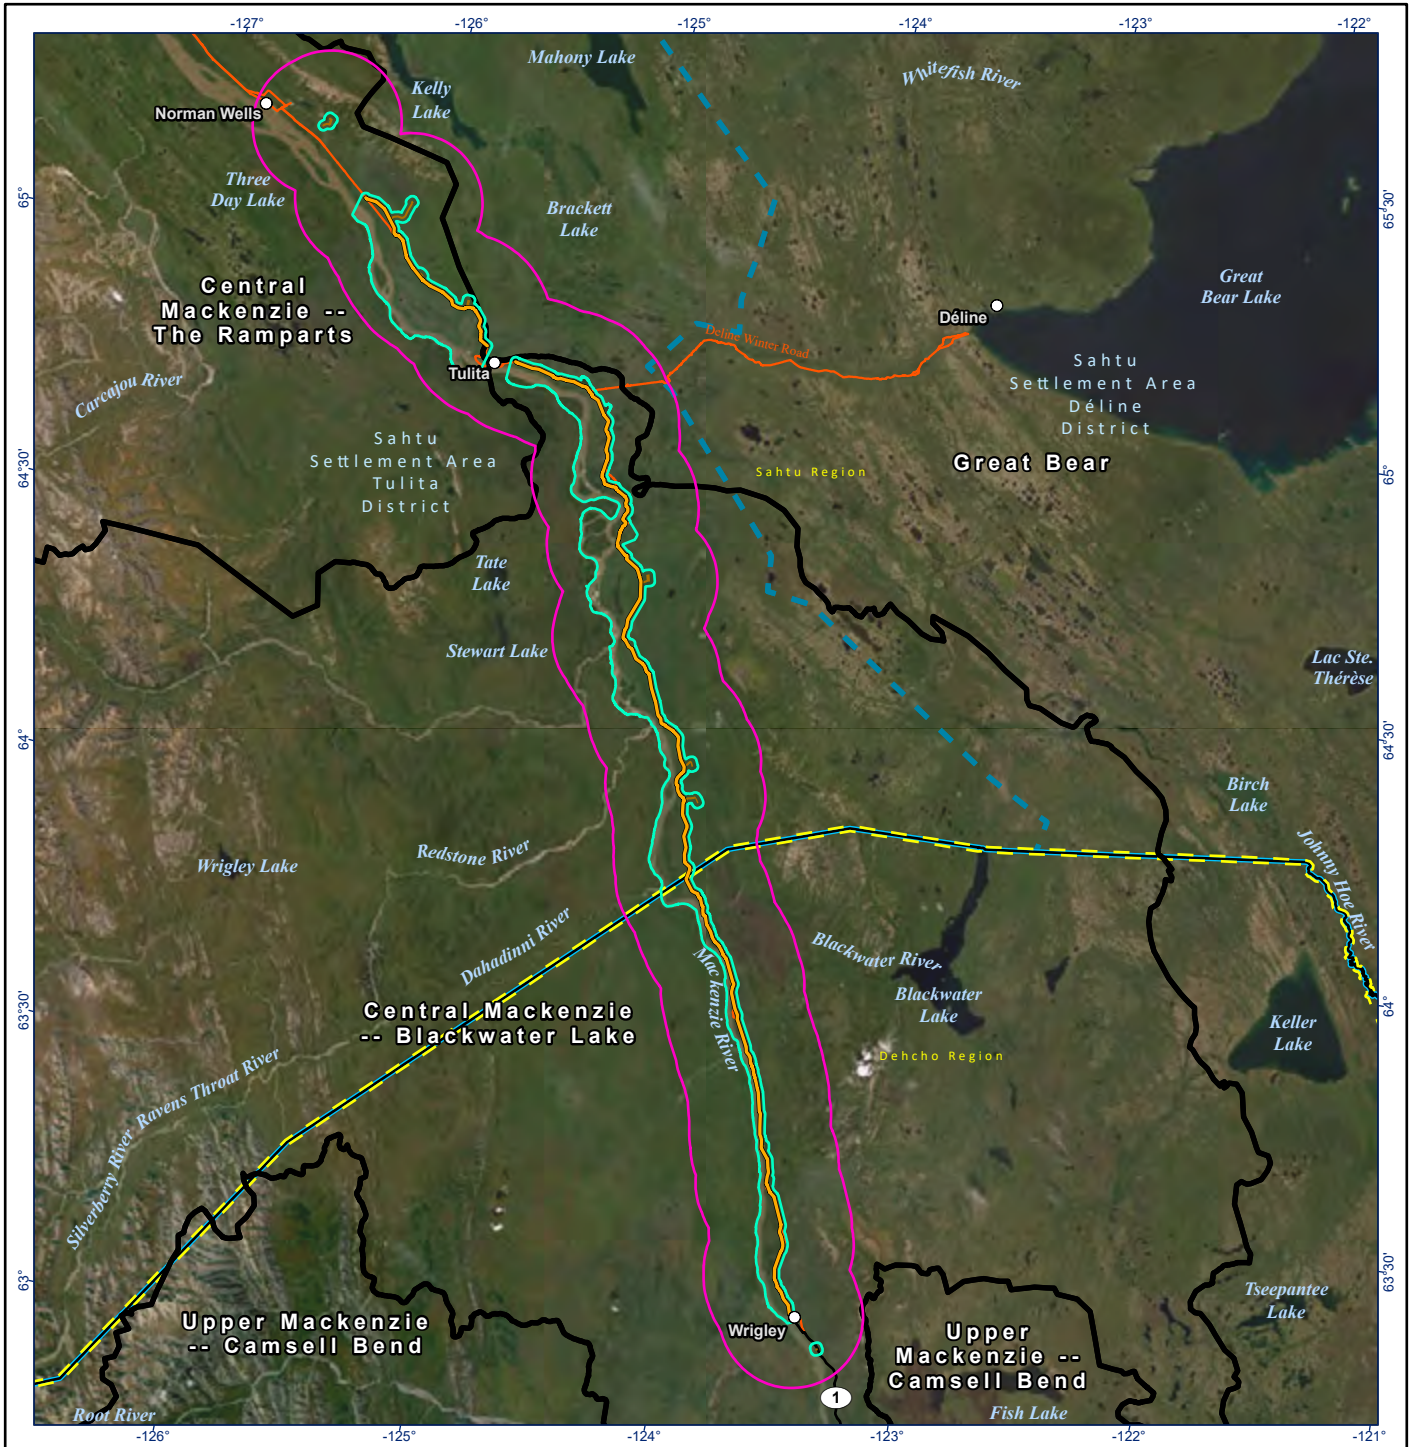 -127°
-126°
-125°
-124°
-123°
-122°
Mahony Lake
Whitefish River
Kelly
Lake
Norman Wells
Three
Day Lake
65°
65°30'
Brackett
Lake
Great
Bear Lake
Central
Mackenzie --
The Ramparts
Déline
Deline Winter Road
Sahtu
Settlement Area
Déline
District
Tulita
Carcajou River
Sahtu
Settlement Area
Tulita
District
Sahtu Region
Great Bear
64°30'
65°
Tate
Lake
Stewart Lake
Lac Ste.
Thérèse
64°
64°30'
Birch
Lake
Johnny Hoe River
Redstone River
Wrigley Lake
Dahadinni River
Blackwater River
Mackenzie River
Blackwater
Lake
Central Mackenzie
-- Blackwater Lake
63°30'
64°
Keller
Lake
Dehcho Region
Ravens Throat River
Silverberry River
63°
63°30'
Tseepantee
Lake
Upper Mackenzie
-- Camsell Bend
Wrigley
Upper
Mackenzie --
Camsell Bend
1
Root River
Fish Lake
-126°
-125°
-124°
-123°
-122°
-121°